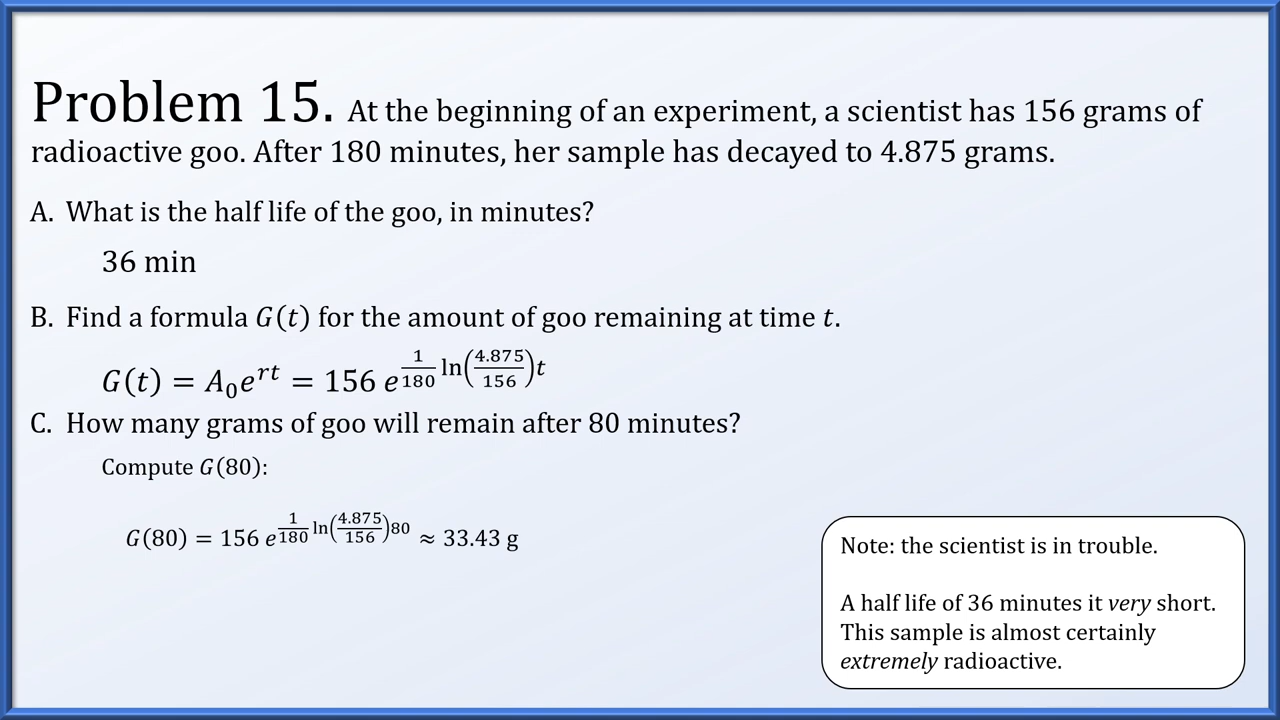 Problem 15. At the beginning of an experiment, a scientist has 156 grams of
radioactive goo. After 180 minutes, her sample has decayed to 4.875 grams.
A. What is the half life of the goo, in minutes?
36 min
B. Find a formula G(t) for the amount of goo remaining at time t.
G(t) = A₀e^{rt} = 156 e^{\frac{1}{180} ln(\frac{4.875}{156})t}
C. How many grams of goo will remain after 80 minutes?
Compute G(80):
G(80) = 156 e^{\frac{1}{180} ln(\frac{4.875}{156})80} ≈ 33.43 g
Note: the scientist is in trouble.
A half life of 36 minutes it very short.
This sample is almost certainly
extremely radioactive.